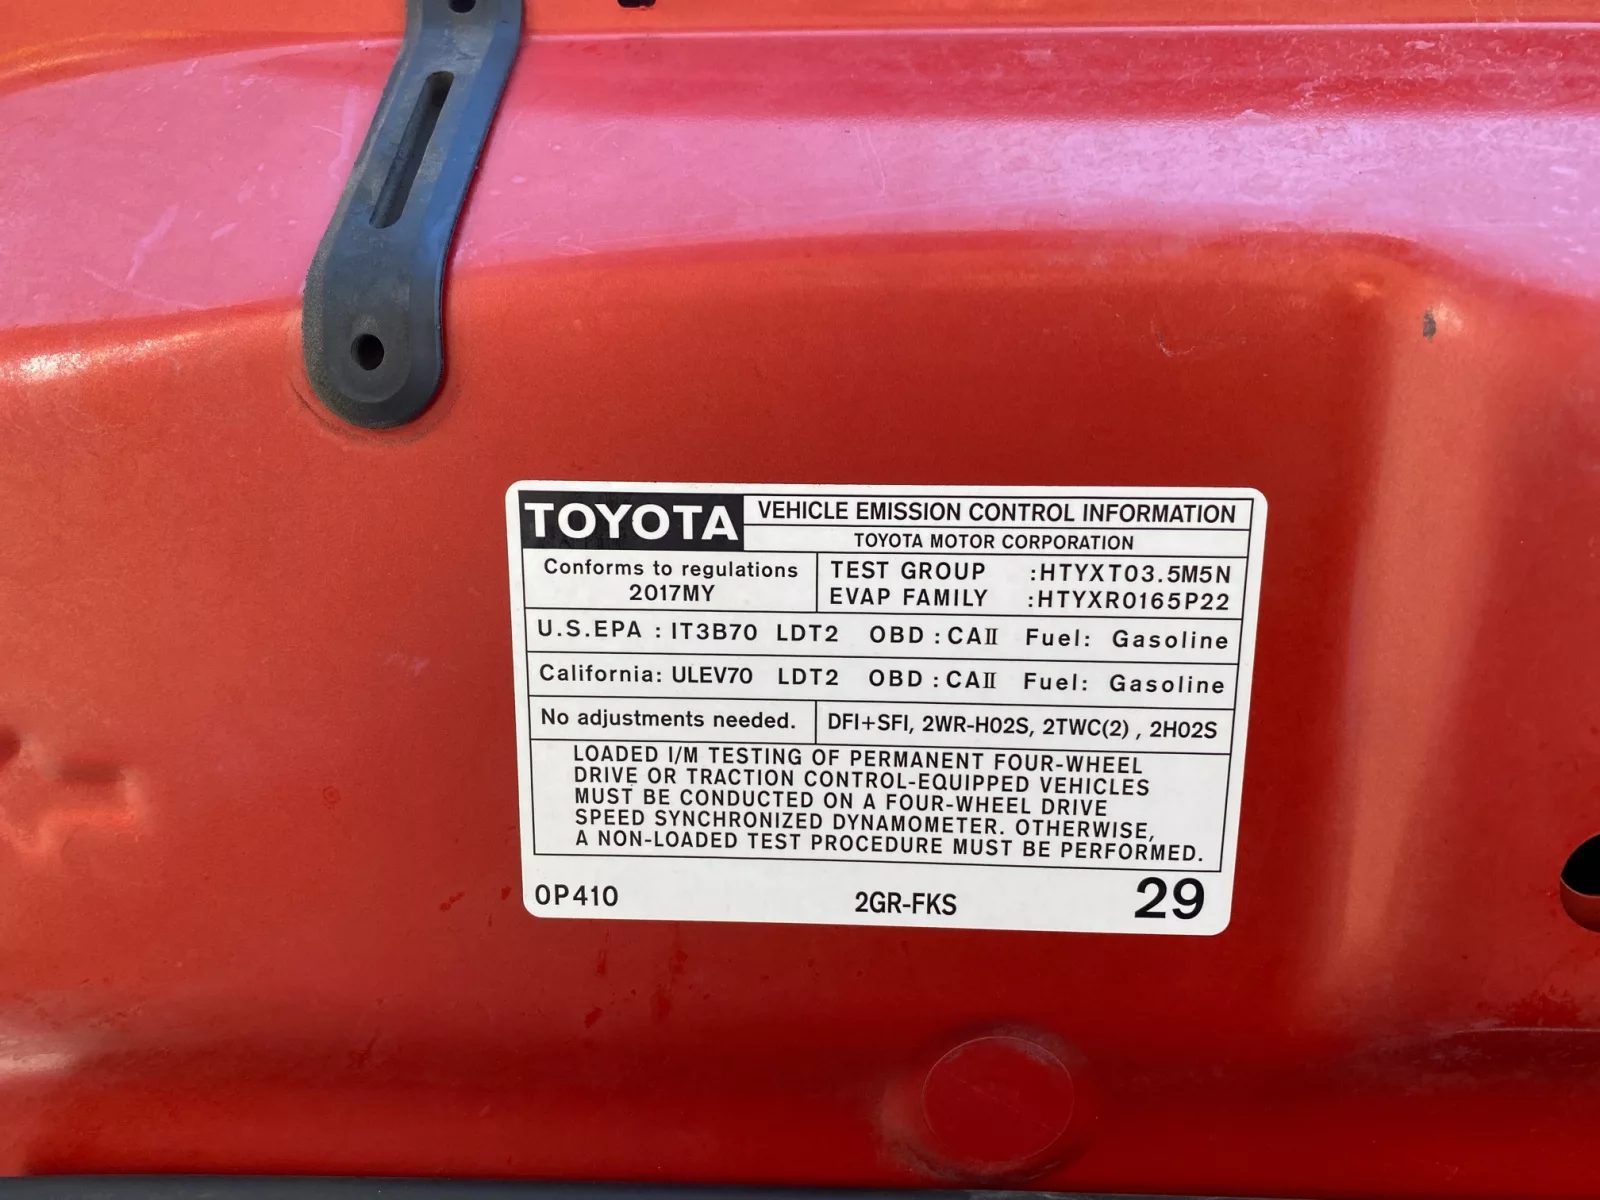 TOYOTA
VEHICLE EMISSION CONTROL INFORMATION
TOYOTA MOTOR CORPORATION
Conforms to regulations
2017MY
TEST GROUP :HTYXT03.5M5N
EVAP FAMILY :HTYXR0165P22
U.S.EPA : IT3B70 LDT2 OBD : CAII Fuel: Gasoline
California: ULEV70 LDT2 OBD : CAII Fuel: Gasoline
No adjustments needed.
DFI+SFI, 2WR-HO2S, 2TWC(2) , 2HO2S
LOADED I/M TESTING OF PERMANENT FOUR-WHEEL
DRIVE OR TRACTION CONTROL-EQUIPPED VEHICLES
MUST BE CONDUCTED ON A FOUR-WHEEL DRIVE
SPEED SYNCHRONIZED DYNAMOMETER. OTHERWISE,
A NON-LOADED TEST PROCEDURE MUST BE PERFORMED.
0P410 2GR-FKS 29